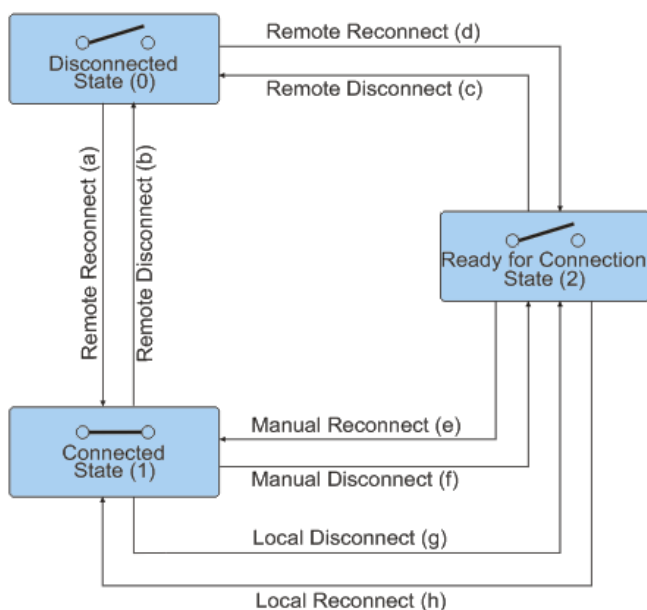 Remote Reconnect (d)
Disconnected
State (0)
Remote Disconnect (c)
Remote Reconnect (a)
Remote Disconnect (b)
Ready for Connection
State (2)
Manual Reconnect (e)
Connected
State (1)
Manual Disconnect (f)
Local Disconnect (g)
Local Reconnect (h)